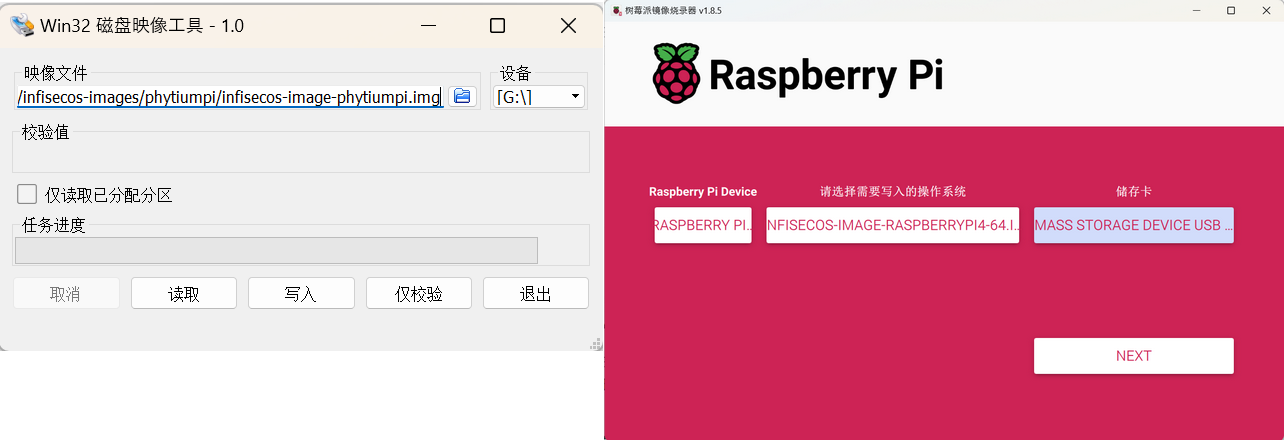 Win32 磁盘映像工具 - 1.0
映像文件
设备
/infisecos-images/phytiumpi/infisecos-image-phytiumpi.img
[G:\]
校验值
仅读取已分配分区
任务进度
取消
读取
写入
仅校验
退出
树莓派镜像烧录器 v1.8.5
Raspberry Pi
Raspberry Pi Device
请选择需要写入的操作系统
储存卡
RASPBERRY PI...
NFISECOS-IMAGE-RASPBERRYPI4-64.I...
MASS STORAGE DEVICE USB ...
NEXT